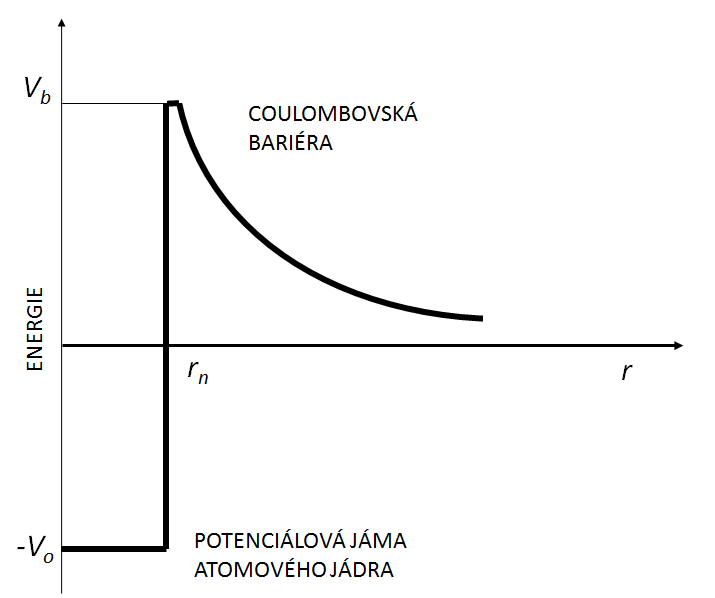 V_b
COULOMBOVSKÁ
BARIÉRA
ENERGIE
r_n
r
-V_o
POTENCIÁLOVÁ JÁMA
ATOMOVÉHO JÁDRA